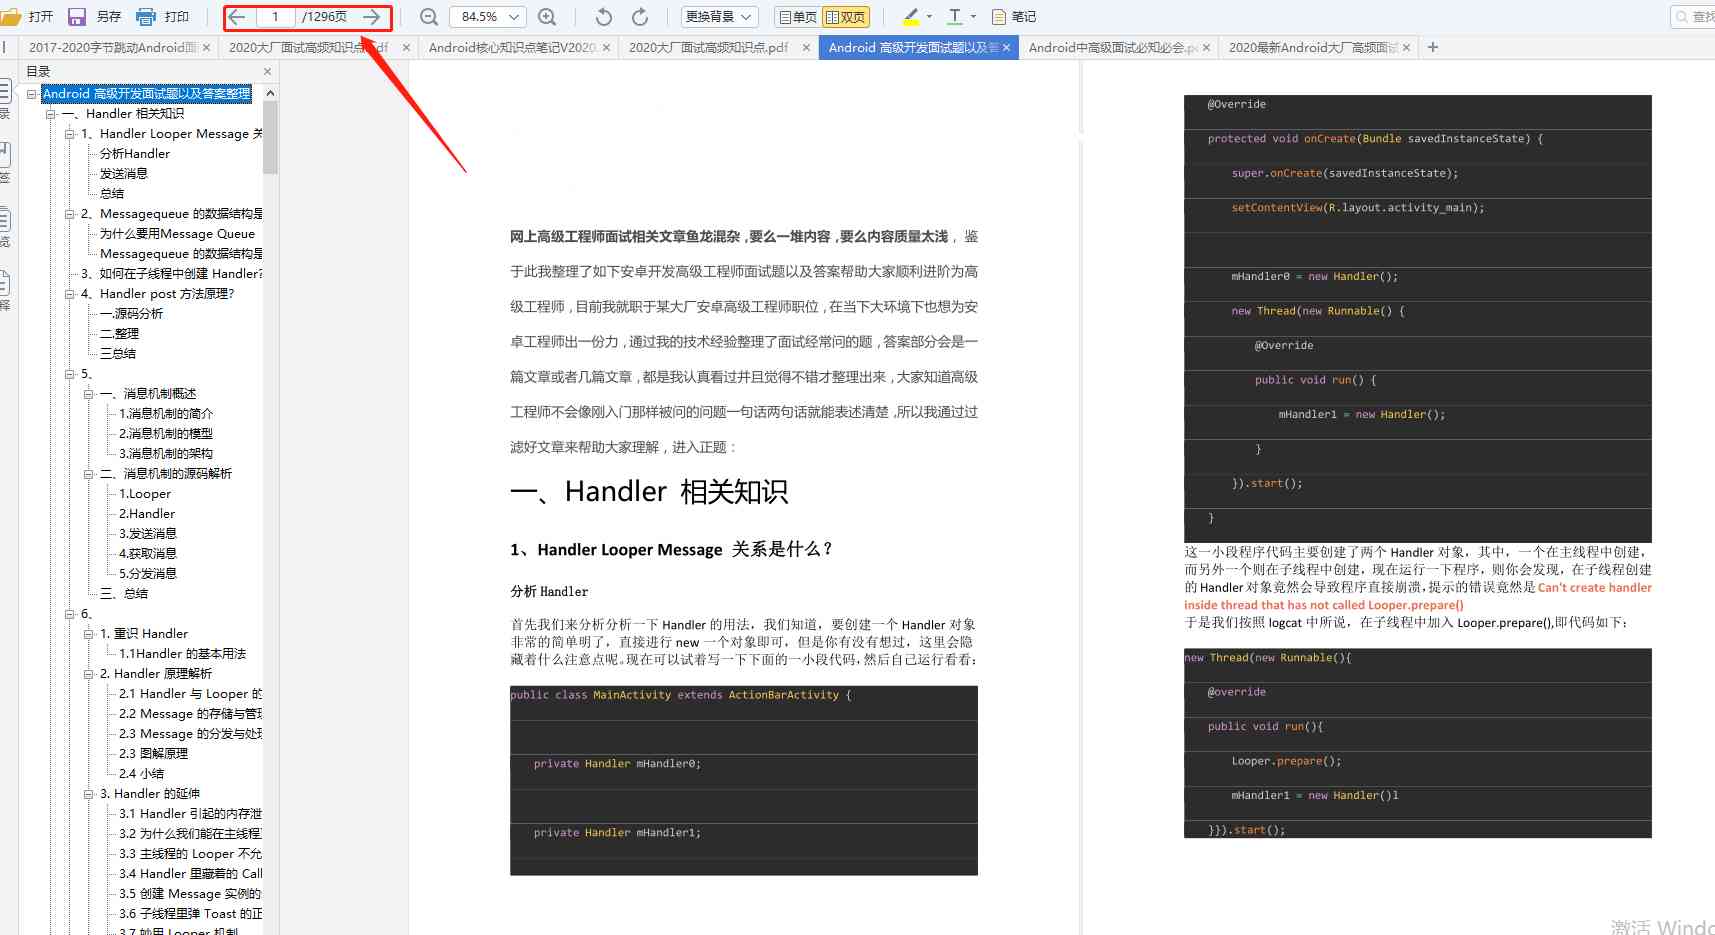 打开 另存 打印 1 /1296页 84.5% 更换背景 单页 双页 笔记 查找
2017-2020字节跳动Android面 2020大厂面试高频知识点.pdf Android核心知识点笔记V2020. 2020大厂面试高频知识点.pdf Android 高级开发面试题以及答 Android中高级面试必知必会.pd 2020最新Android大厂高频面试
目录
Android 高级开发面试题以及答案整理
一、Handler 相关知识
1、Handler Looper Message 关
分析Handler
发送消息
总结
2、Messagequeue 的数据结构是
为什么要用Message Queue
Messagequeue 的数据结构是
3、如何在子线程中创建 Handler?
4、Handler post 方法原理?
一.源码分析
二.整理
三总结
5、
一、消息机制概述
1.消息机制的简介
2.消息机制的模型
3.消息机制的架构
二、消息机制的源码解析
1.Looper
2.Handler
3.发送消息
4.获取消息
5.分发消息
三、总结
6、
1. 重识 Handler
1.1Handler 的基本用法
2. Handler 原理解析
2.1 Handler 与 Looper 的
2.2 Message 的存储与管理
2.3 Message 的分发与处理
2.3 图解原理
2.4 小结
3. Handler 的延伸
3.1 Handler 引起的内存泄
3.2 为什么我们能在主线程
3.3 主线程的 Looper 不允
3.4 Handler 里藏着的 Call
3.5 创建 Message 实例的
3.6 子线程里弹 Toast 的正
3.7 妙用 Looper 机制
网上高级工程师面试相关文章鱼龙混杂，要么一堆内容，要么内容质量太浅，鉴
于此我整理了如下安卓开发高级工程师面试题以及答案帮助大家顺利进阶为高
级工程师，目前我就职于某大厂安卓高级工程师职位，在当下大环境下也想为安
卓工程师出一份力，通过我的技术经验整理了面试经常问的题，答案部分会是一
篇文章或者几篇文章，都是我认真看过并且觉得不错才整理出来，大家知道高级
工程师不会像刚入门那样被问的问题一句话两句话就能表述清楚，所以我通过过
滤好文章来帮助大家理解，进入正题：
一、Handler 相关知识
1、Handler Looper Message 关系是什么？
分析 Handler
首先我们来分析分析一下 Handler 的用法，我们知道，要创建一个 Handler 对象
非常的简单明了，直接进行 new 一个对象即可，但是你有没有想过，这里会隐
藏着什么注意点呢。现在可以试着写一下下面的一小段代码，然后自己运行看看：
public class MainActivity extends ActionBarActivity {
private Handler mHandler0;
private Handler mHandler1;
@Override
protected void onCreate(Bundle savedInstanceState) {
super.onCreate(savedInstanceState);
setContentView(R.layout.activity_main);
mHandler0 = new Handler();
new Thread(new Runnable() {
@Override
public void run() {
mHandler1 = new Handler();
}
}).start();
}
这一小段程序代码主要创建了两个 Handler 对象，其中，一个在主线程中创建，
而另外一个则在子线程中创建，现在运行一下程序，则你会发现，在子线程创建
的 Handler 对象竟然会导致程序直接崩溃，提示的错误竟然是 Can't create handler
inside thread that has not called Looper.prepare()
于是我们按照 logcat 中所说，在子线程中加入 Looper.prepare(),即代码如下：
new Thread(new Runnable(){
@override
public void run(){
Looper.prepare();
mHandler1 = new Handler()l
}}).start();
激活 Windo